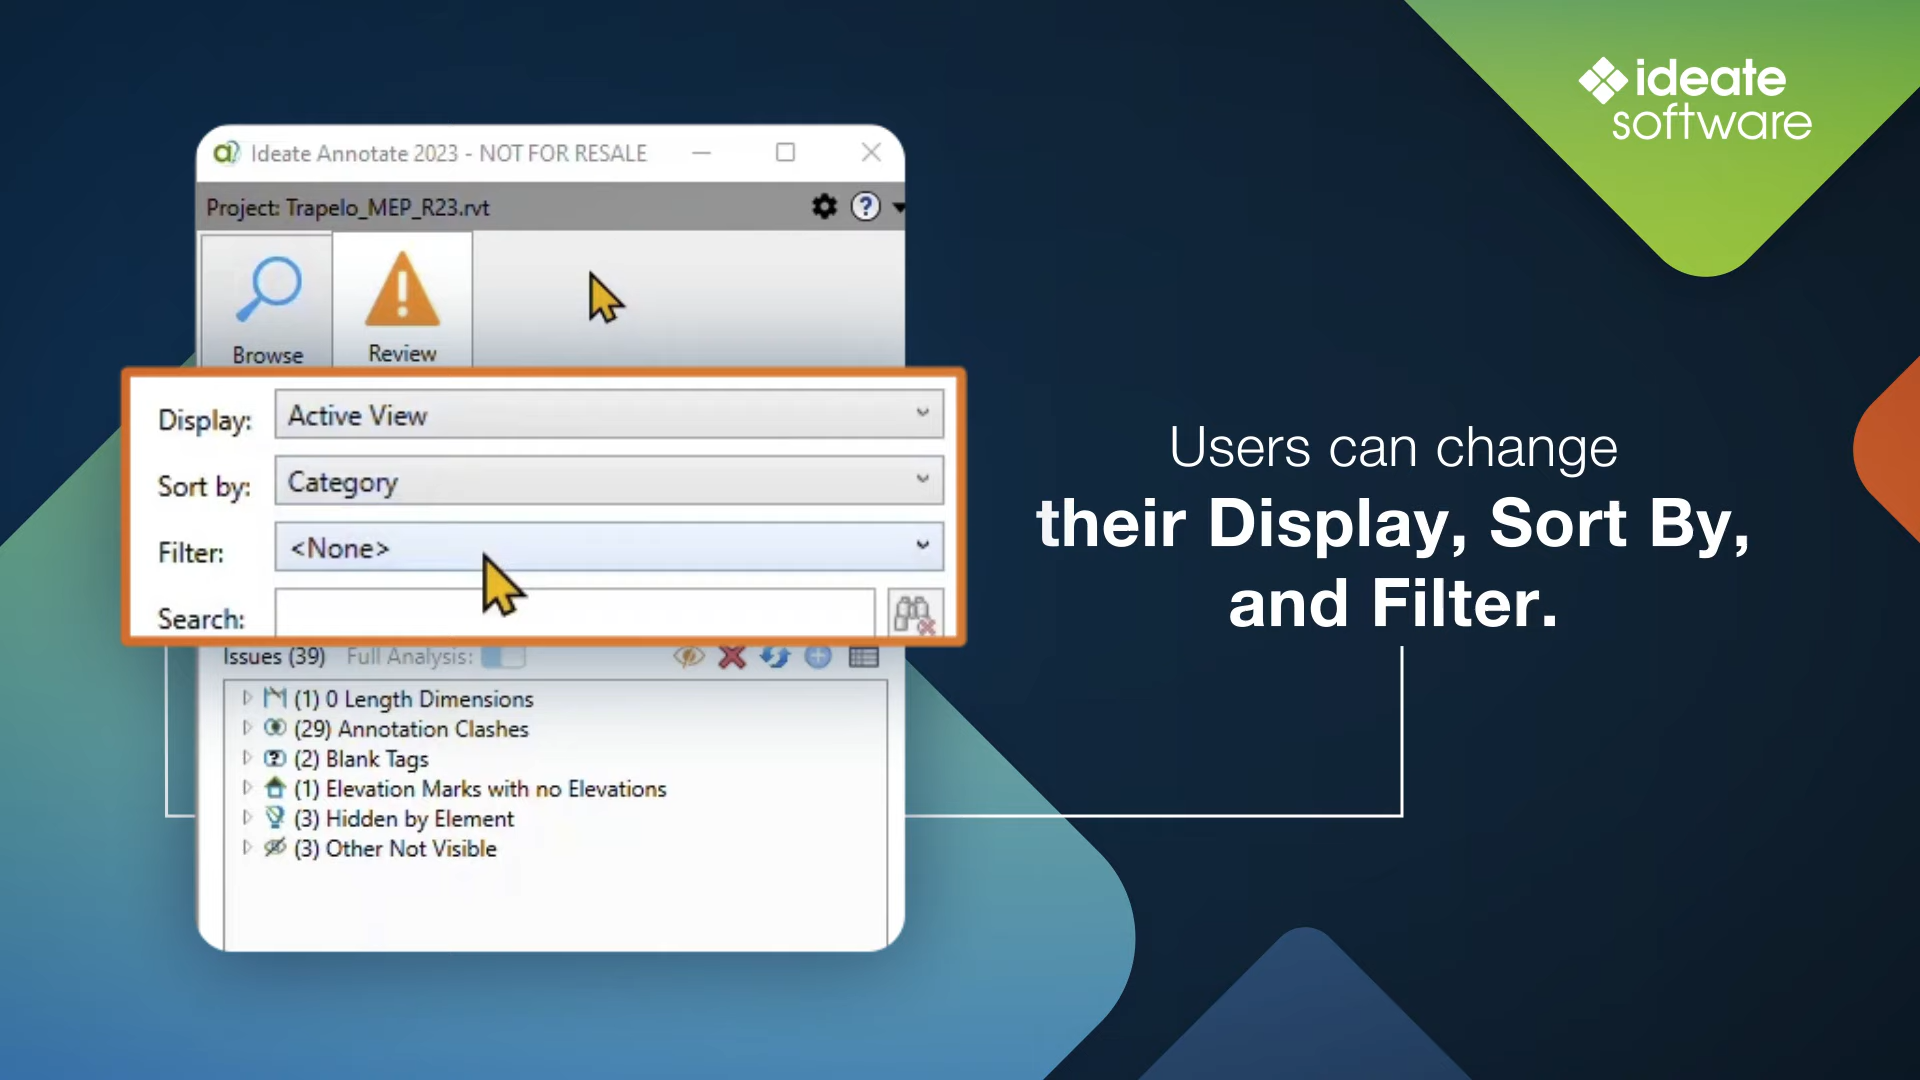 ideate
software
Ideate Annotate 2023 - NOT FOR RESALE
Project: Trapelo_MEP_R23.rvt
Browse
Review
Display: Active View
Sort by: Category
Filter: <None>
Search:
Issues (39) Full Analysis:
(1) 0 Length Dimensions
(29) Annotation Clashes
(2) Blank Tags
(1) Elevation Marks with no Elevations
(3) Hidden by Element
(3) Other Not Visible
Users can change
their Display, Sort By,
and Filter.